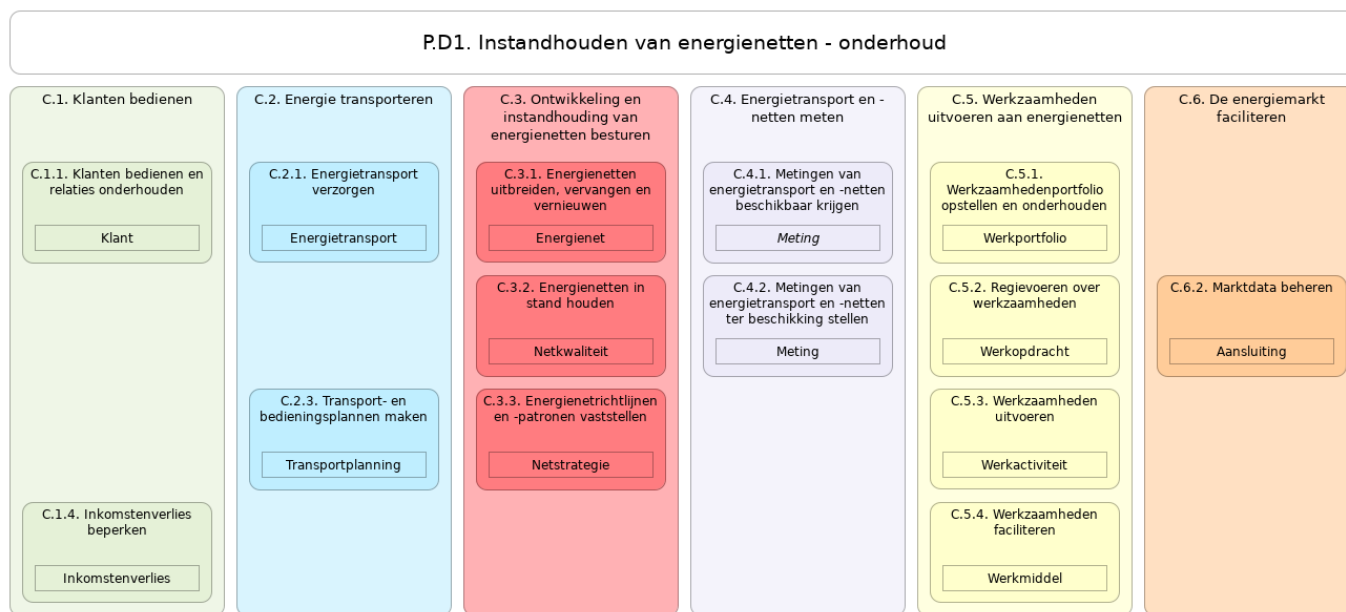 P.D1. Instandhouden van energienetten - onderhoud
C.1. Klanten bedienen
C.1.1. Klanten bedienen en
relaties onderhouden
Klant
C.1.4. Inkomstenverlies
beperken
Inkomstenverlies
C.2. Energie transporteren
C.2.1. Energietransport
verzorgen
Energietransport
C.2.3. Transport- en
bedieningsplannen maken
Transportplanning
C.3. Ontwikkeling en
instandhouding van
energienetten besturen
C.3.1. Energienetten
uitbreiden, vervangen en
vernieuwen
Energienet
C.3.2. Energienetten in
stand houden
Netkwaliteit
C.3.3. Energienetrichtlijnen
en -patronen vaststellen
Netstrategie
C.4. Energietransport en -
netten meten
C.4.1. Metingen van
energietransport en -netten
beschikbaar krijgen
Meting
C.4.2. Metingen van
energietransport en -netten
ter beschikking stellen
Meting
C.5. Werkzaamheden
uitvoeren aan energienetten
C.5.1.
Werkzaamhedenportfolio
opstellen en onderhouden
Werkportfolio
C.5.2. Regievoeren over
werkzaamheden
Werkopdracht
C.5.3. Werkzaamheden
uitvoeren
Werkactiviteit
C.5.4. Werkzaamheden
faciliteren
Werkmiddel
C.6. De energiemarkt
faciliteren
C.6.2. Marktdata beheren
Aansluiting